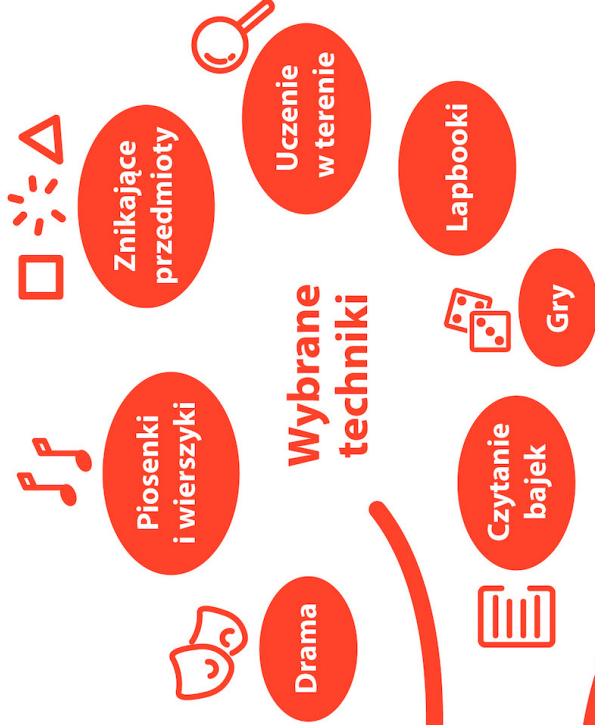 Wybrane
techniki
Drama
Piosenki
i wierszyki
Znikające
przedmioty
Uczenie
w terenie
Lapbooki
Gry
Czytanie
bajek